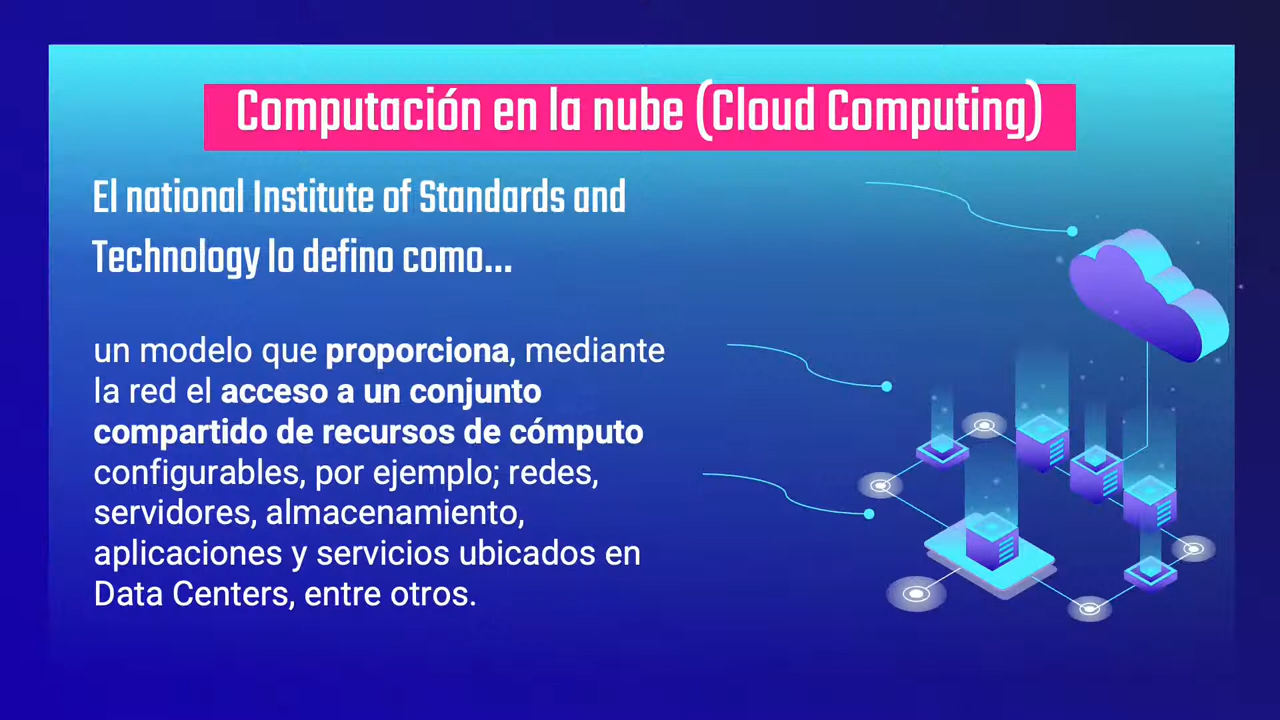 Computación en la nube (Cloud Computing)
El national Institute of Standards and
Technology lo defino como...
un modelo que proporciona, mediante
la red el acceso a un conjunto
compartido de recursos de cómputo
configurables, por ejemplo; redes,
servidores, almacenamiento,
aplicaciones y servicios ubicados en
Data Centers, entre otros.